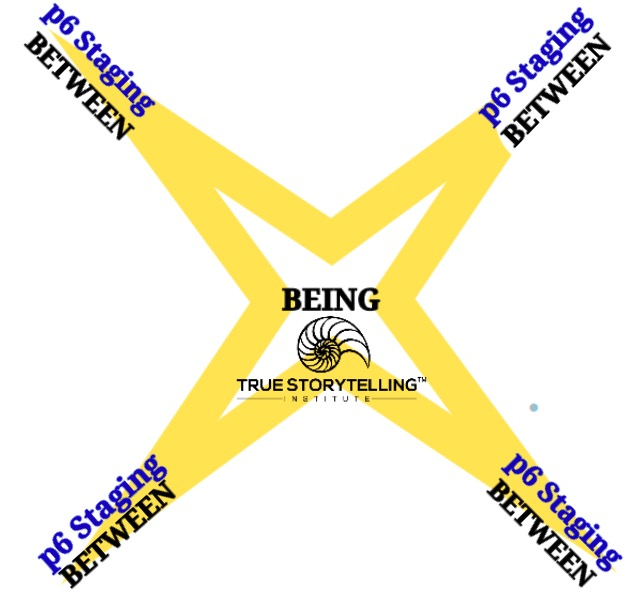 p6 Staging
BETWEEN
p6 Staging
BETWEEN
BEING
TRUE STORYTELLING™
INSTITUTE
p6 Staging
BETWEEN
p6 Staging
BETWEEN